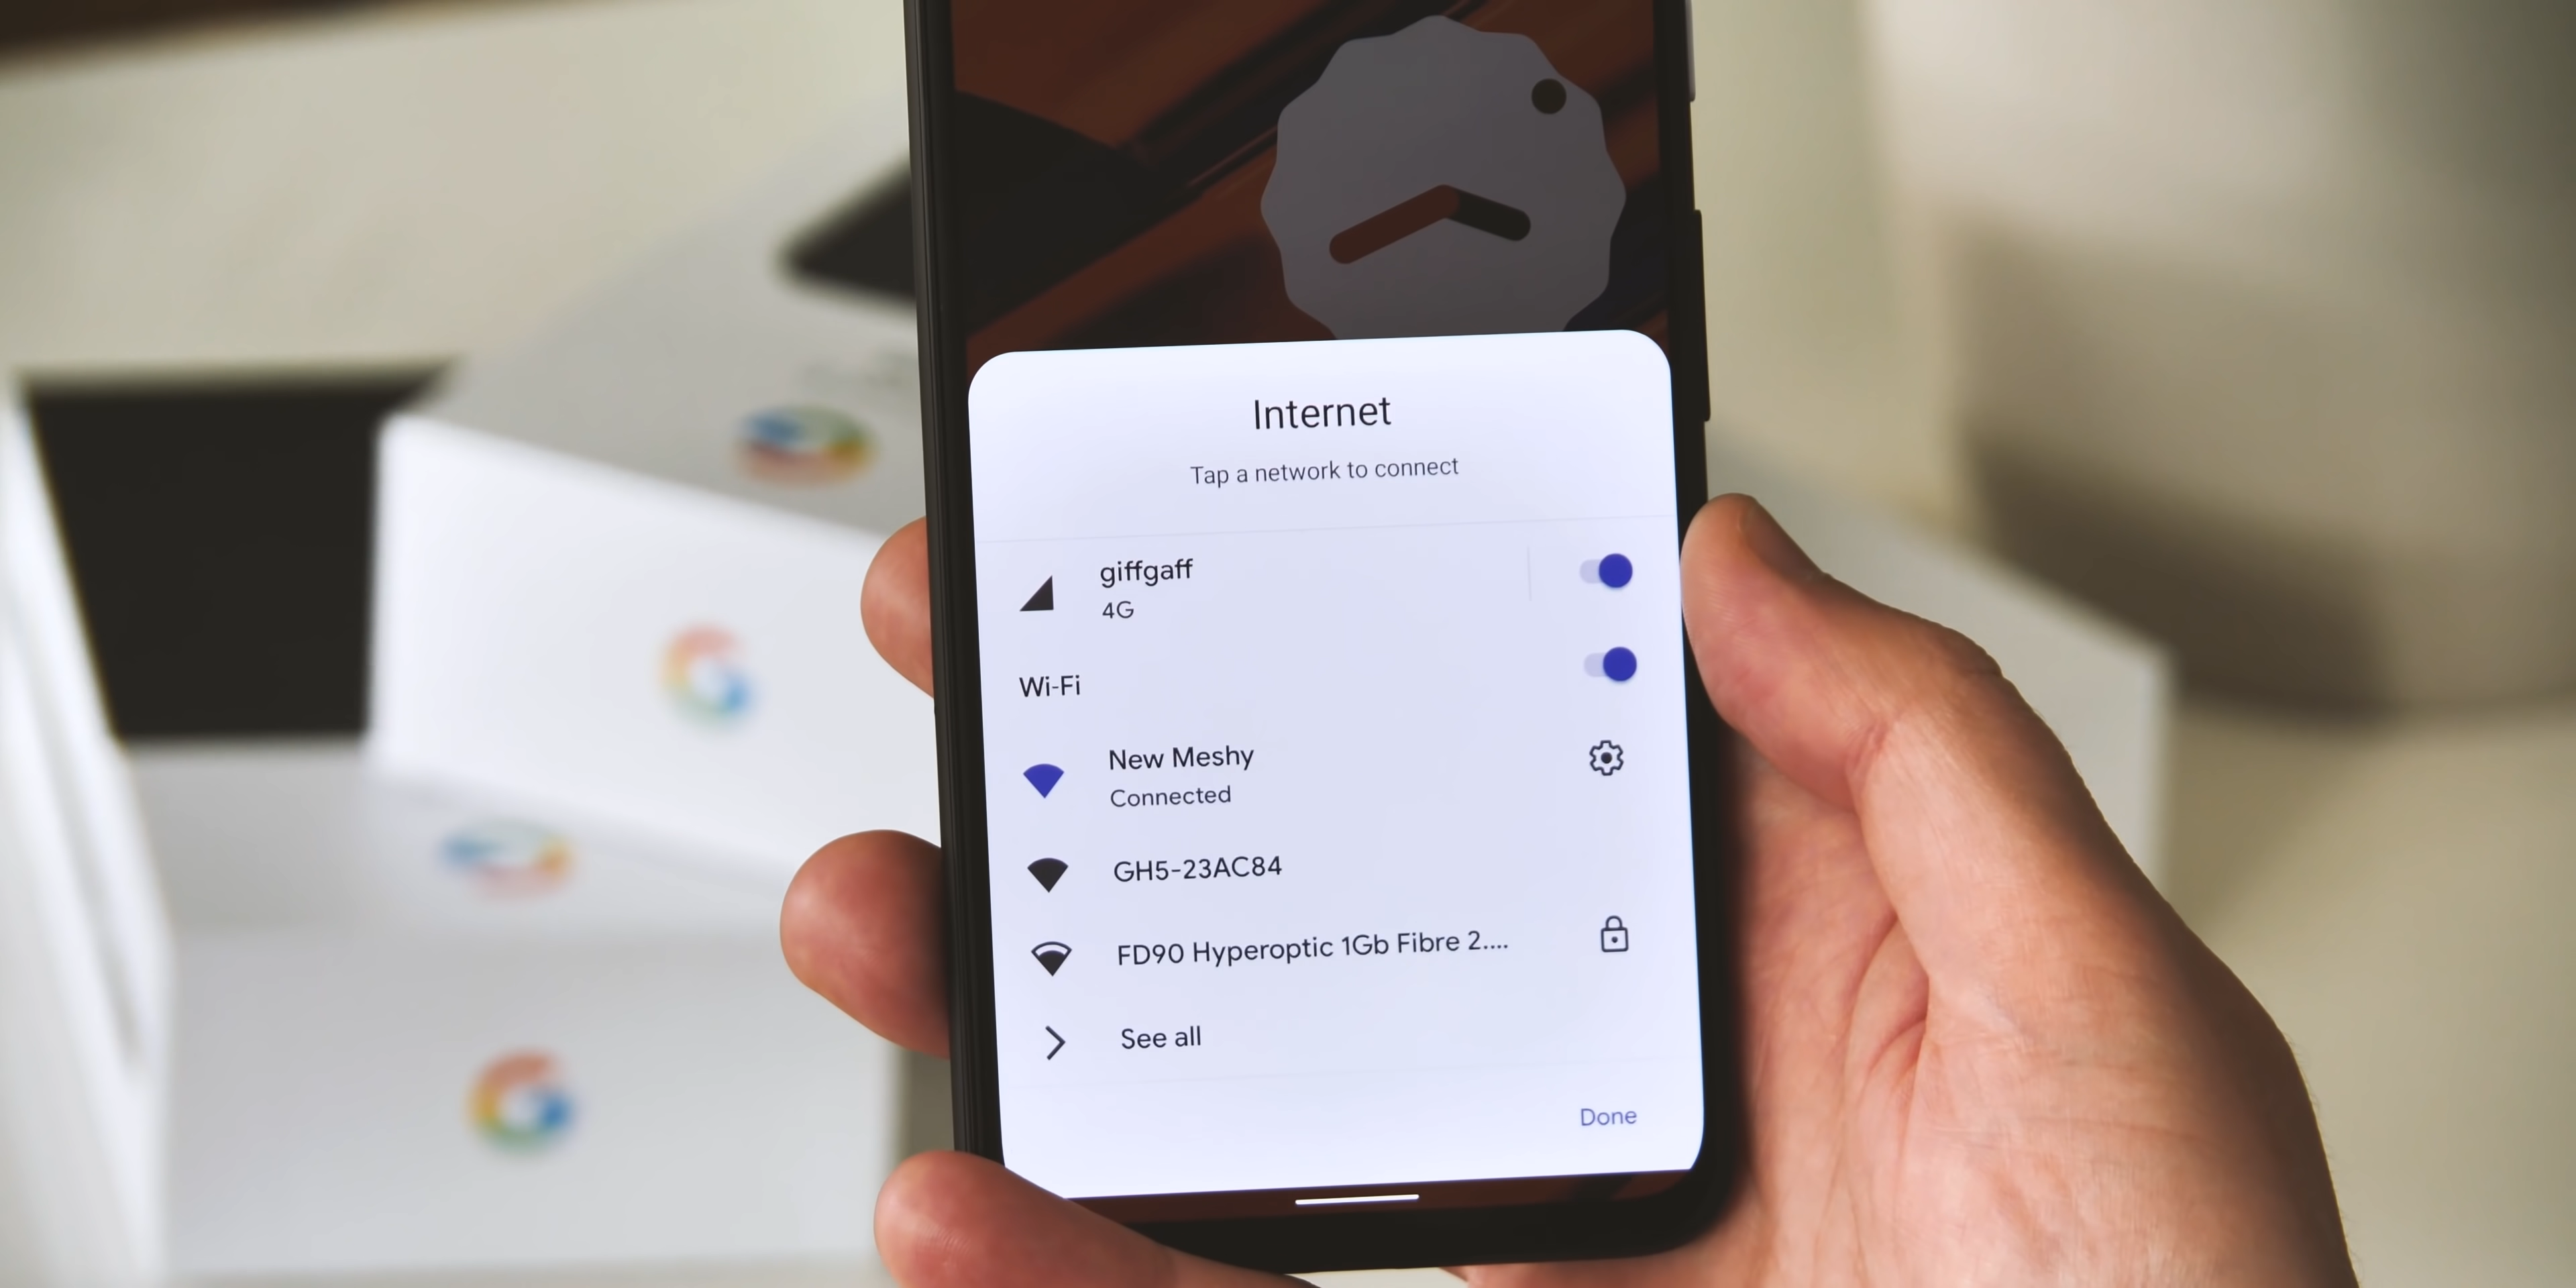 Internet
Tap a network to connect
giffgaff
4G
Wi-Fi
New Meshy
Connected
GH5-23AC84
FD90 Hyperoptic 1Gb Fibre 2....
See all
Done